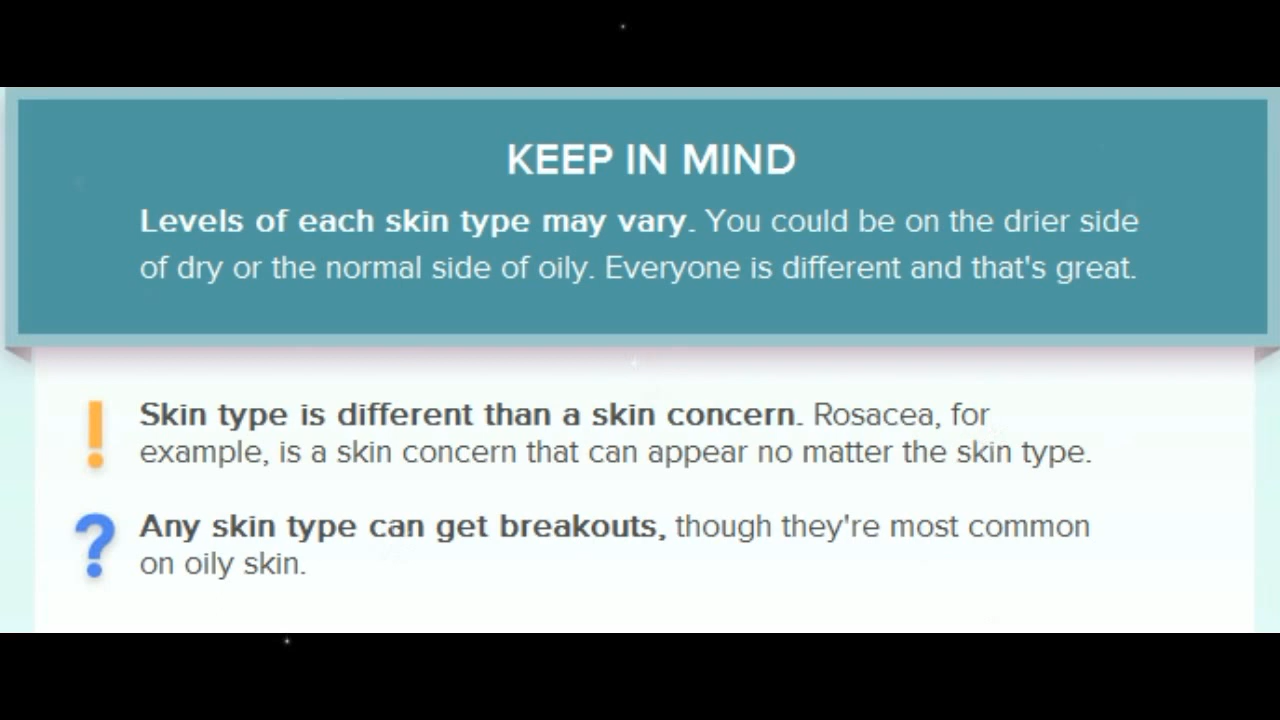 KEEP IN MIND
Levels of each skin type may vary. You could be on the drier side
of dry or the normal side of oily. Everyone is different and that's great.
Skin type is different than a skin concern. Rosacea, for
example, is a skin concern that can appear no matter the skin type.
Any skin type can get breakouts, though they're most common
on oily skin.